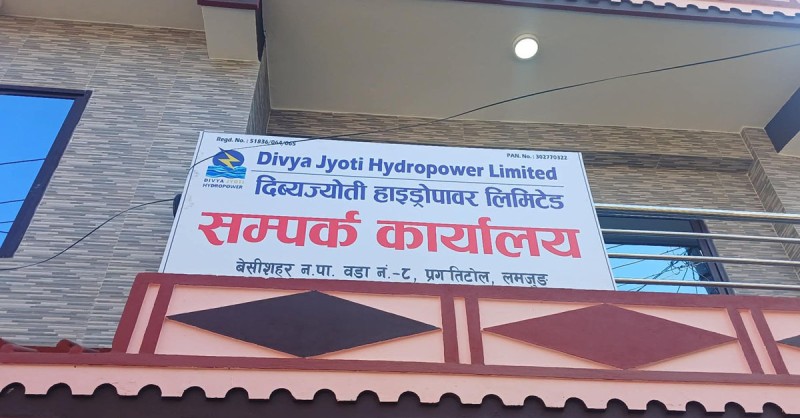 Regd. No. : 51836/064/065
PAN. No. : 302770322
Divya Jyoti Hydropower Limited
DIVYA JYOTI
HYDROPOWER
दिब्यज्योती हाइड्रोपावर लिमिटेड
सम्पर्क कार्यालय
बेसीशहर न.पा. वडा नं.-८, प्रगतिटोल, लमजुङ